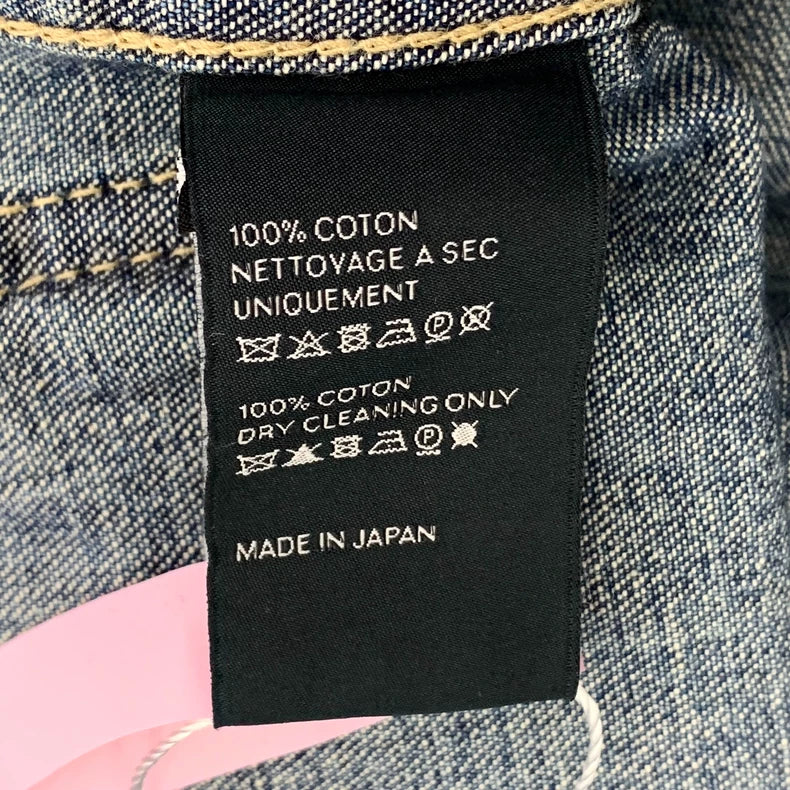 100% COTON
NETTOYAGE A SEC
UNIQUEMENT
P
100% COTON
DRY CLEANING ONLY
P
MADE IN JAPAN